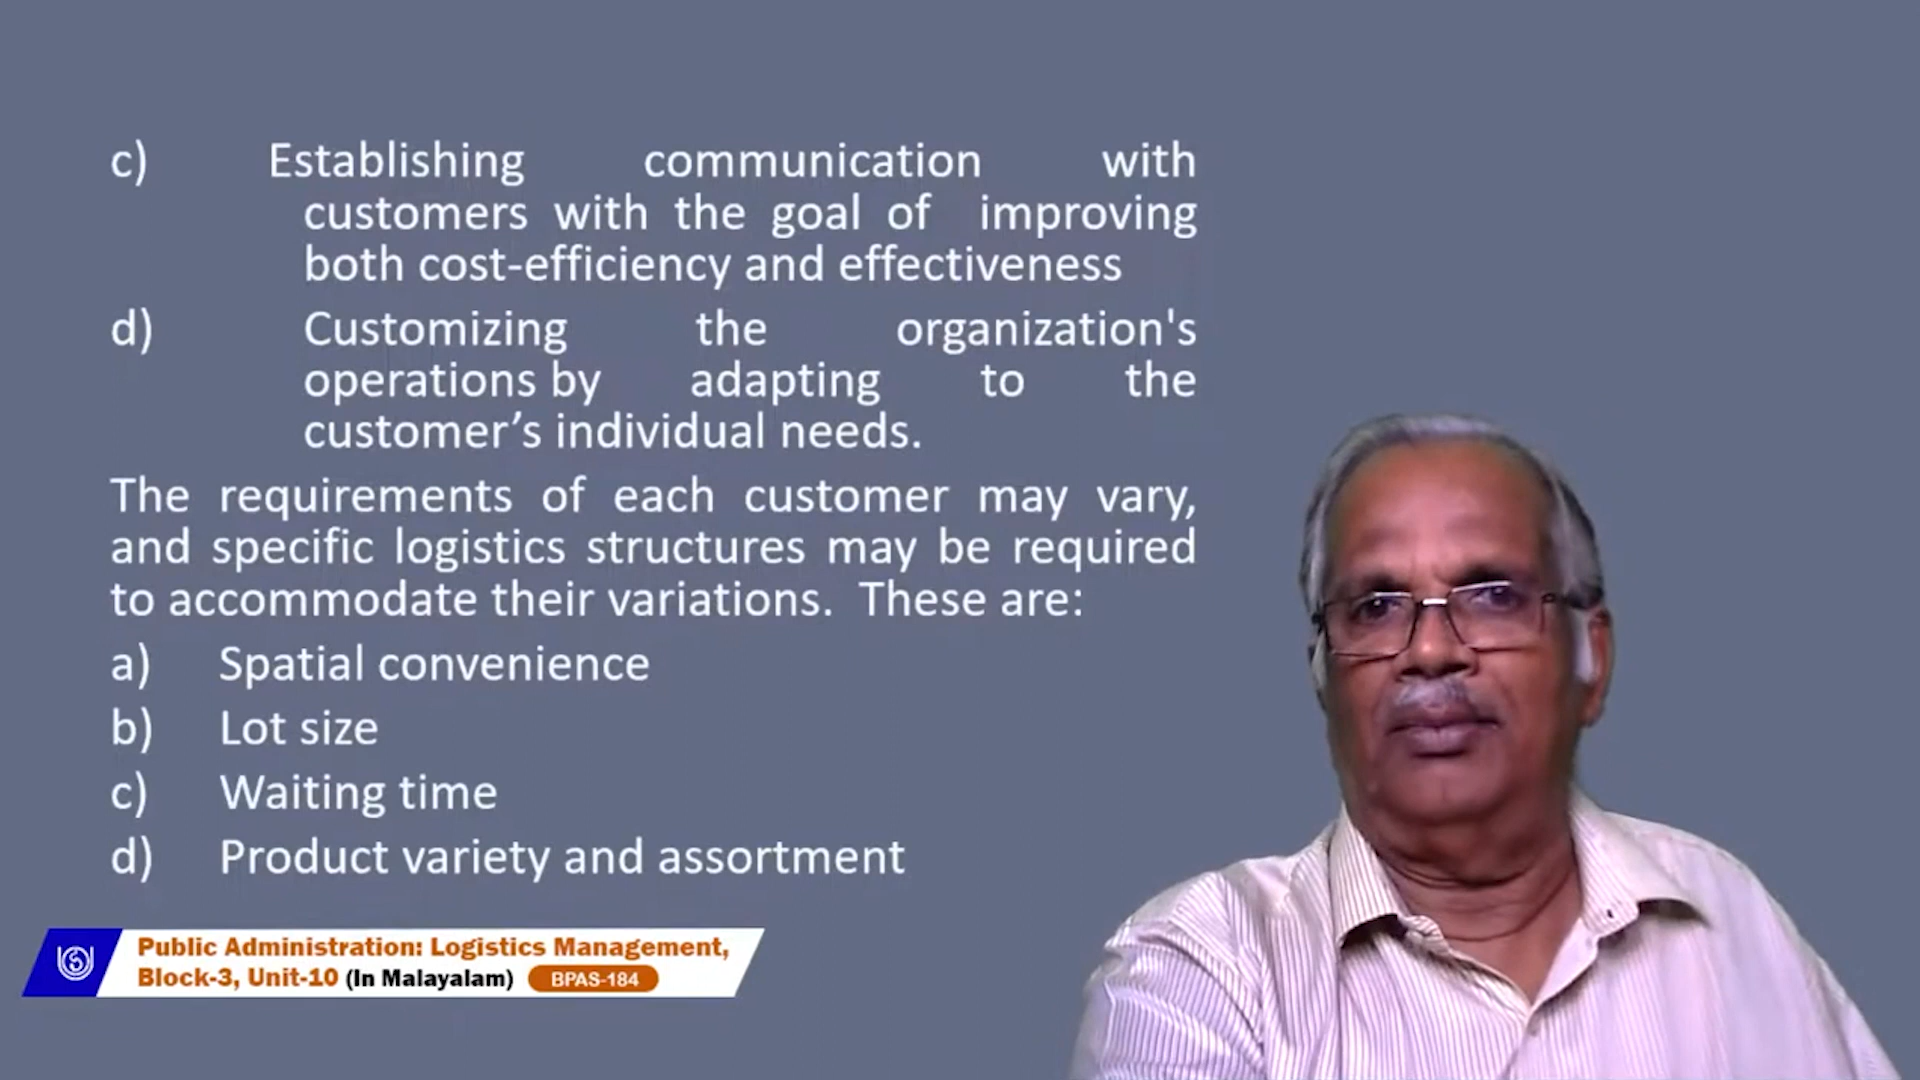 c) Establishing communication with
customers with the goal of improving
both cost-efficiency and effectiveness
d) Customizing the organization's
operations by adapting to the
customer’s individual needs.
The requirements of each customer may vary,
and specific logistics structures may be required
to accommodate their variations. These are:
a) Spatial convenience
b) Lot size
c) Waiting time
d) Product variety and assortment
Public Administration: Logistics Management,
Block-3, Unit-10 (In Malayalam) BPAS-184